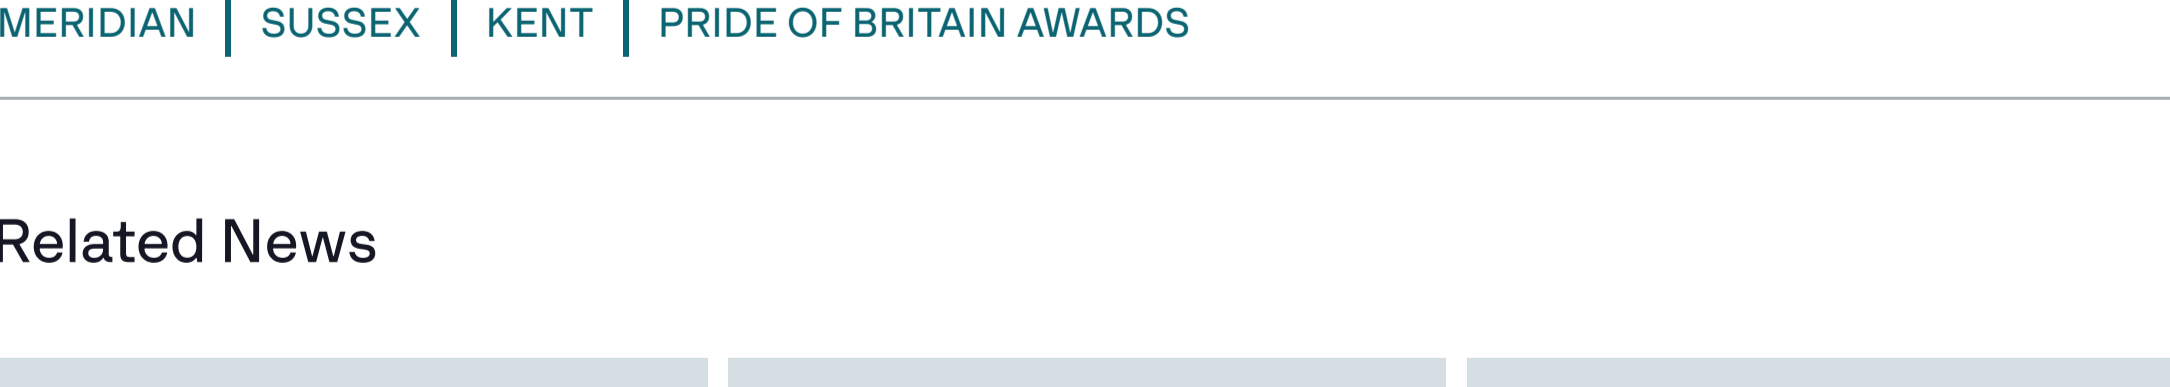 MERIDIAN | SUSSEX | KENT | PRIDE OF BRITAIN AWARDS
Related News